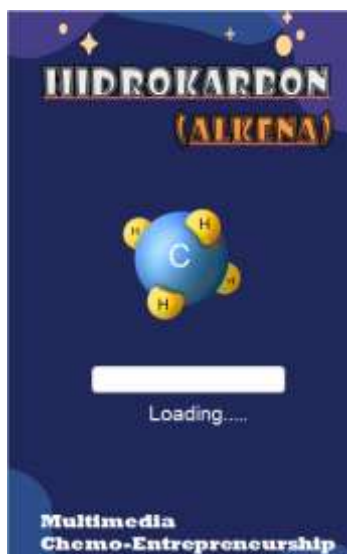 HIDROKARBON
(ALKENA)
H
H
C
H
H
Loading.....
Multimedia
Chemo-Entrepreneurship